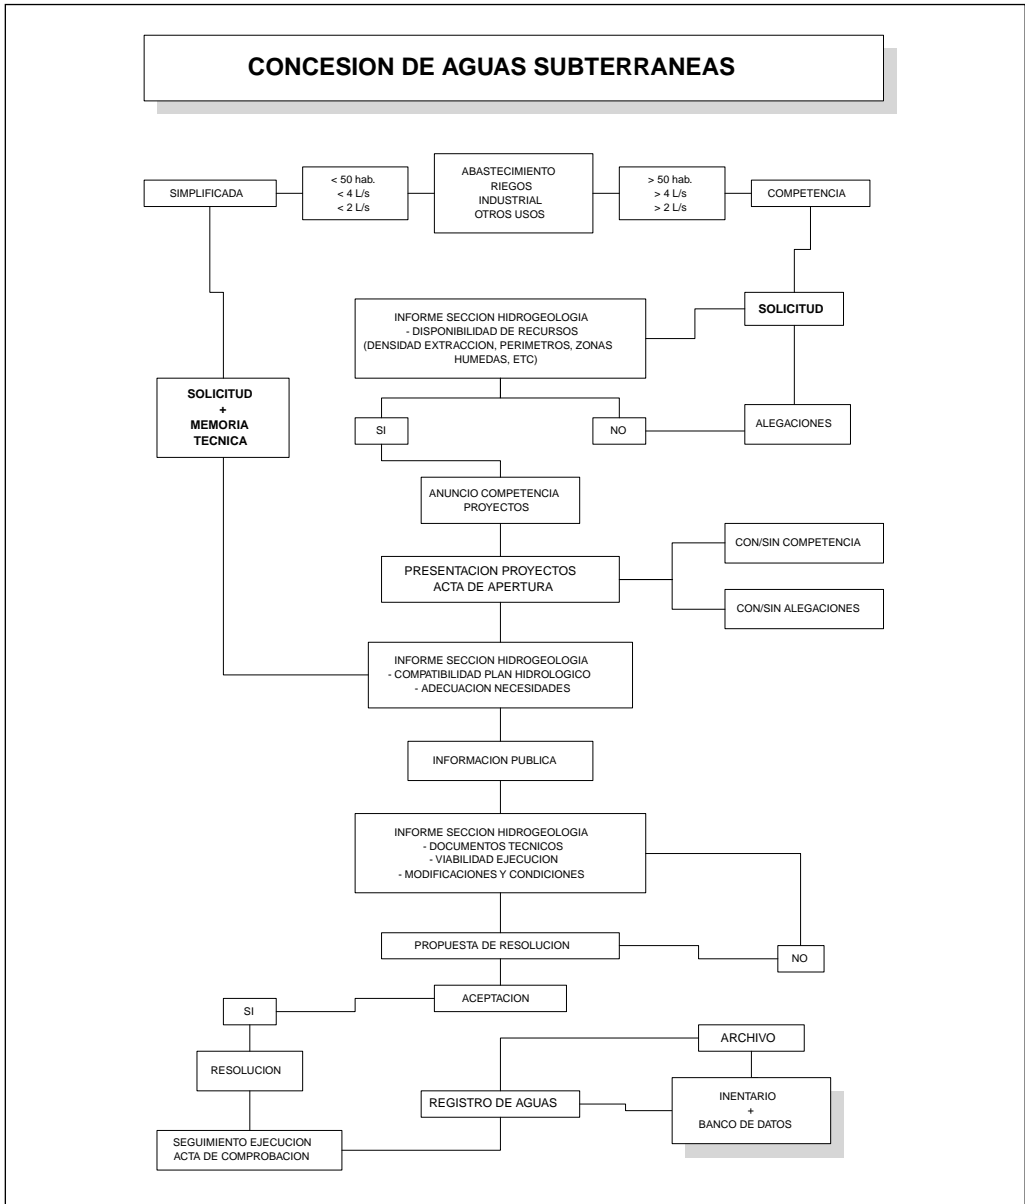 CONCESION DE AGUAS SUBTERRANEAS
SIMPLIFICADA
< 50 hab.
< 4 L/s
< 2 L/s
ABASTECIMIENTO
RIEGOS
INDUSTRIAL
OTROS USOS
> 50 hab.
> 4 L/s
> 2 L/s
COMPETENCIA
SOLICITUD
INFORME SECCION HIDROGEOLOGIA
- DISPONIBILIDAD DE RECURSOS
(DENSIDAD EXTRACCION, PERIMETROS, ZONAS
HUMEDAS, ETC)
SOLICITUD
+
MEMORIA
TECNICA
SI
NO
ALEGACIONES
ANUNCIO COMPETENCIA
PROYECTOS
CON/SIN COMPETENCIA
PRESENTACION PROYECTOS
ACTA DE APERTURA
CON/SIN ALEGACIONES
INFORME SECCION HIDROGEOLOGIA
- COMPATIBILIDAD PLAN HIDROLOGICO
- ADECUACION NECESIDADES
INFORMACION PUBLICA
INFORME SECCION HIDROGEOLOGIA
- DOCUMENTOS TECNICOS
- VIABILIDAD EJECUCION
- MODIFICACIONES Y CONDICIONES
PROPUESTA DE RESOLUCION
NO
ACEPTACION
SI
ARCHIVO
RESOLUCION
REGISTRO DE AGUAS
INENTARIO
+
BANCO DE DATOS
SEGUIMIENTO EJECUCION
ACTA DE COMPROBACION